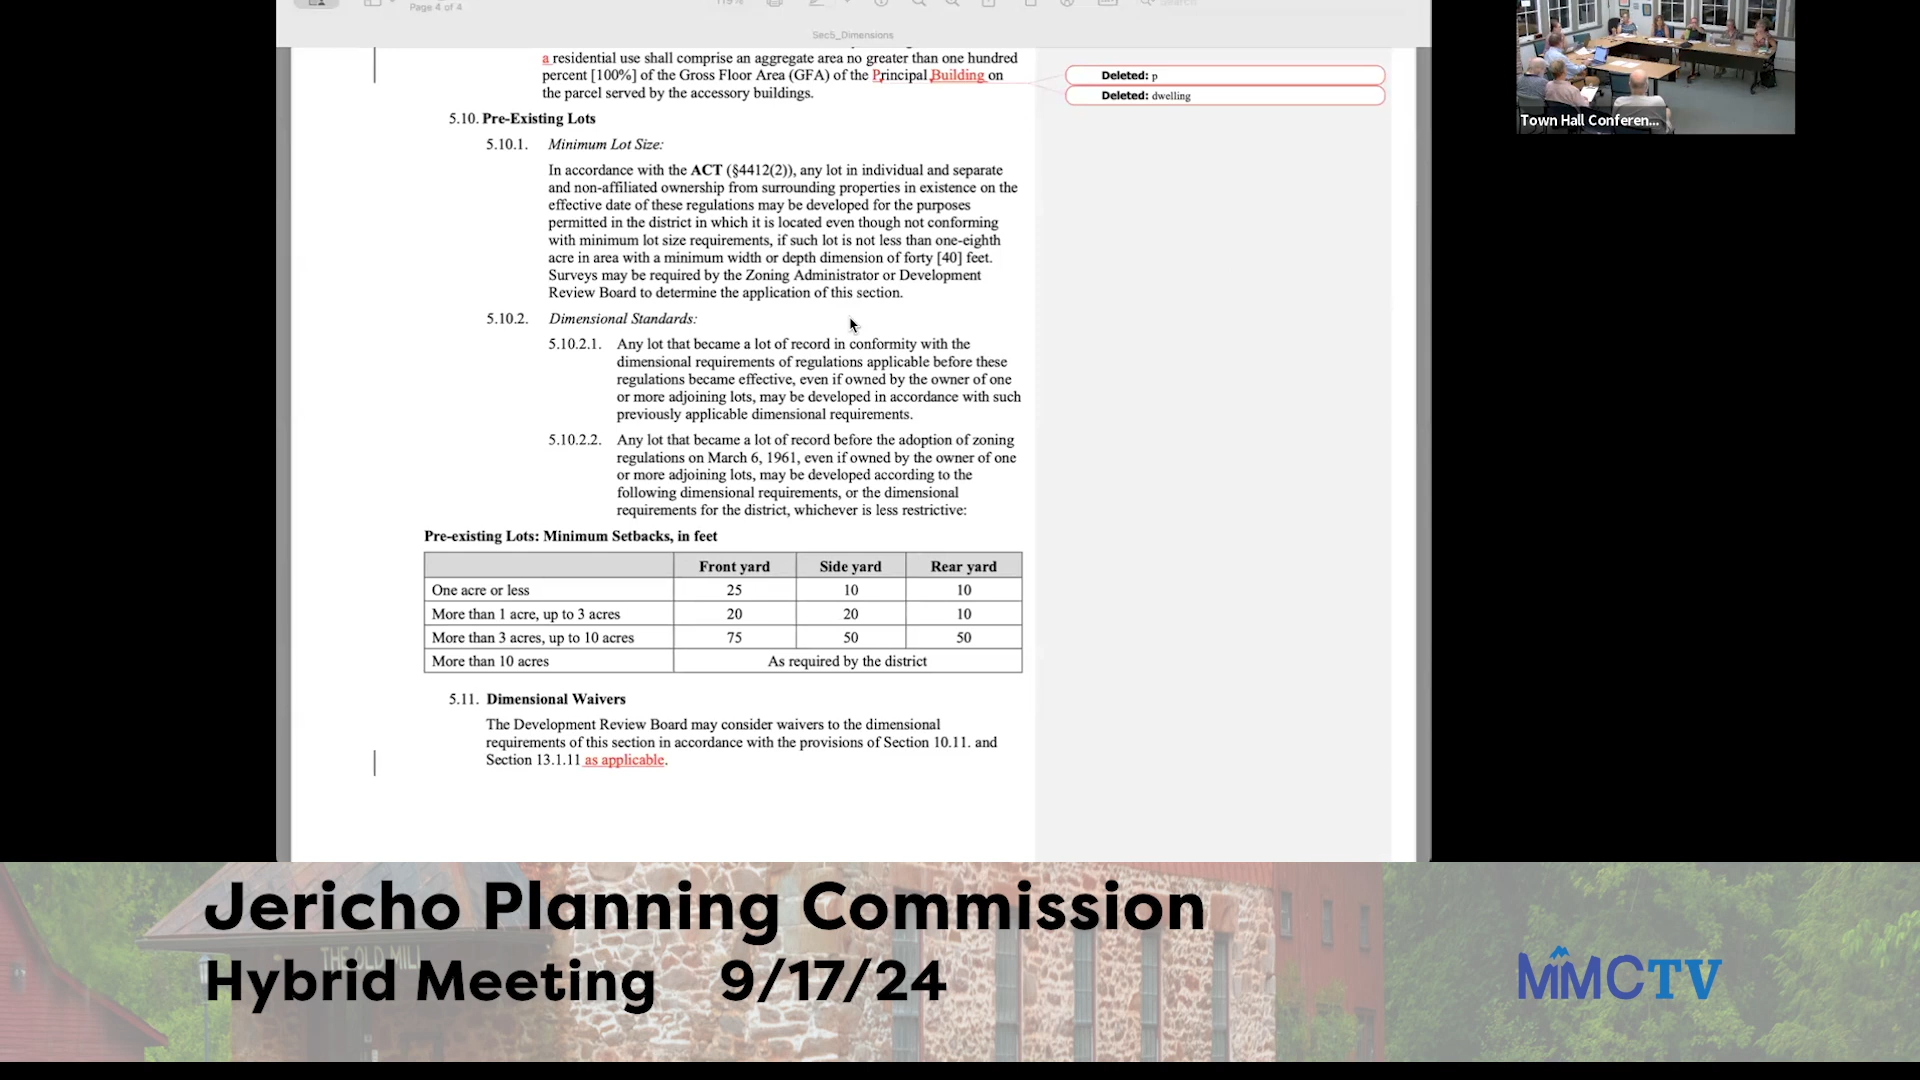 Page 4 of 4
119%
Search
Sec5_Dimensions
a residential use shall comprise an aggregate area no greater than one hundred
percent [100%] of the Gross Floor Area (GFA) of the Principal Building on
the parcel served by the accessory buildings.
Deleted: p
Deleted: dwelling
5.10. Pre-Existing Lots
5.10.1. Minimum Lot Size:
In accordance with the ACT (§4412(2)), any lot in individual and separate
and non-affiliated ownership from surrounding properties in existence on the
effective date of these regulations may be developed for the purposes
permitted in the district in which it is located even though not conforming
with minimum lot size requirements, if such lot is not less than one-eighth
acre in area with a minimum width or depth dimension of forty [40] feet.
Surveys may be required by the Zoning Administrator or Development
Review Board to determine the application of this section.
5.10.2. Dimensional Standards:
5.10.2.1. Any lot that became a lot of record in conformity with the
dimensional requirements of regulations applicable before these
regulations became effective, even if owned by the owner of one
or more adjoining lots, may be developed in accordance with such
previously applicable dimensional requirements.
5.10.2.2. Any lot that became a lot of record before the adoption of zoning
regulations on March 6, 1961, even if owned by the owner of one
or more adjoining lots, may be developed according to the
following dimensional requirements, or the dimensional
requirements for the district, whichever is less restrictive:
Pre-existing Lots: Minimum Setbacks, in feet
Front yard Side yard Rear yard
One acre or less 25 10 10
More than 1 acre, up to 3 acres 20 20 10
More than 3 acres, up to 10 acres 75 50 50
More than 10 acres As required by the district
5.11. Dimensional Waivers
The Development Review Board may consider waivers to the dimensional
requirements of this section in accordance with the provisions of Section 10.11. and
Section 13.1.11 as applicable.
Town Hall Conferen...
Jericho Planning Commission
Hybrid Meeting 9/17/24
THE OLD MILL
MMCTV